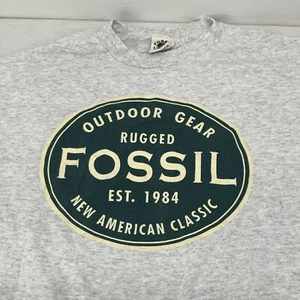 OUTDOOR GEAR
RUGGED
FOSSIL
EST. 1984
NEW AMERICAN CLASSIC